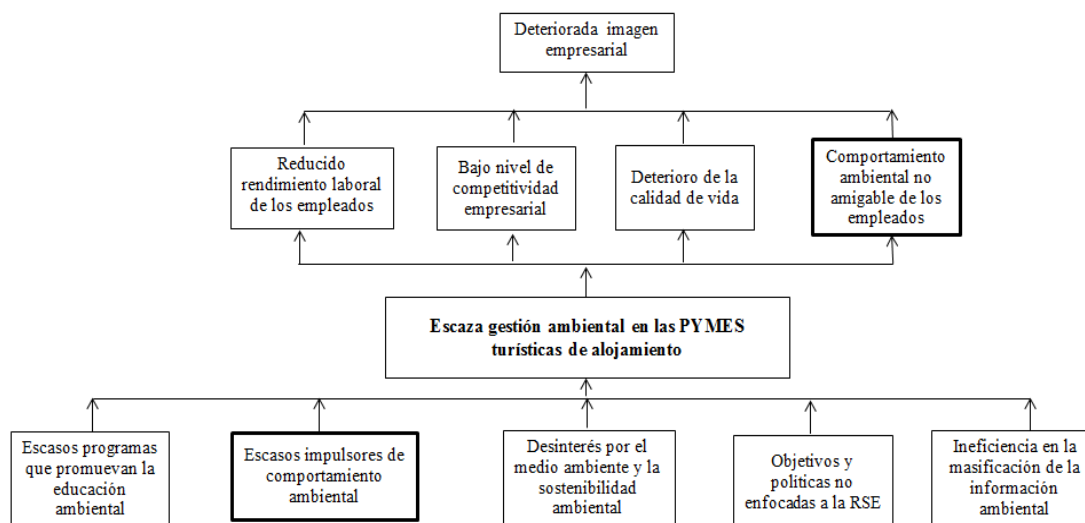 Deteriorada imagen
empresarial
Reducido
rendimiento laboral
de los empleados
Bajo nivel de
competitividad
empresarial
Deterioro de la
calidad de vida
Comportamiento
ambiental no
amigable de los
empleados
Escaza gestión ambiental en las PYMES
turísticas de alojamiento
Escasos programas
que promuevan la
educación
ambiental
Escasos impulsores de
comportamiento
ambiental
Desinterés por el
medio ambiente y la
sostenibilidad
ambiental
Objetivos y
politicas no
enfocadas a la RSE
Ineficiencia en la
masificación de la
información
ambiental